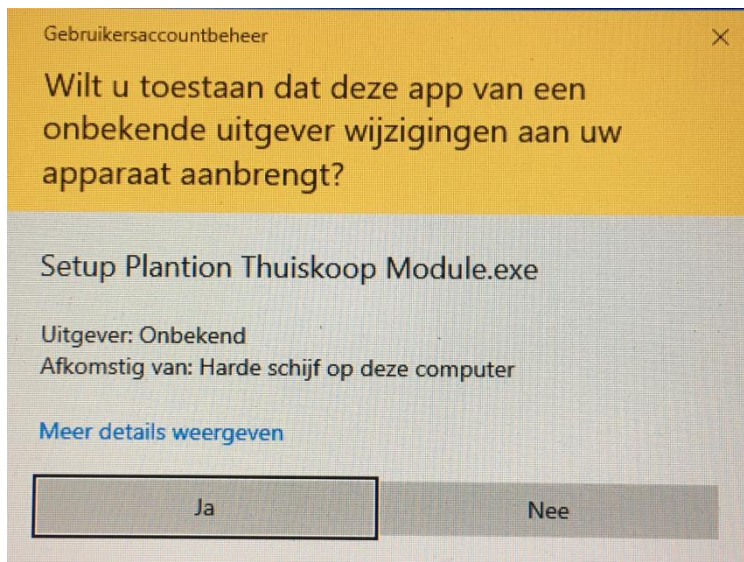 Gebruikersaccountbeheer
Wilt u toestaan dat deze app van een
onbekende uitgever wijzigingen aan uw
apparaat aanbrengt?
Setup Plantion Thuiskoop Module.exe
Uitgever: Onbekend
Afkomstig van: Harde schijf op deze computer
Meer details weergeven
Ja
Nee